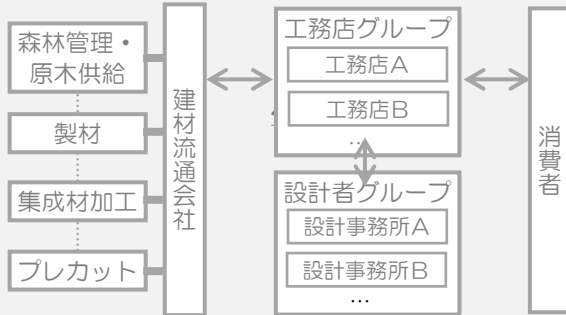 森林管理・
原木供給
製材
集成材加工
プレカット
建材流通会社
工務店グループ
工務店A
工務店B
…
設計者グループ
設計事務所A
設計事務所B
…
消費者